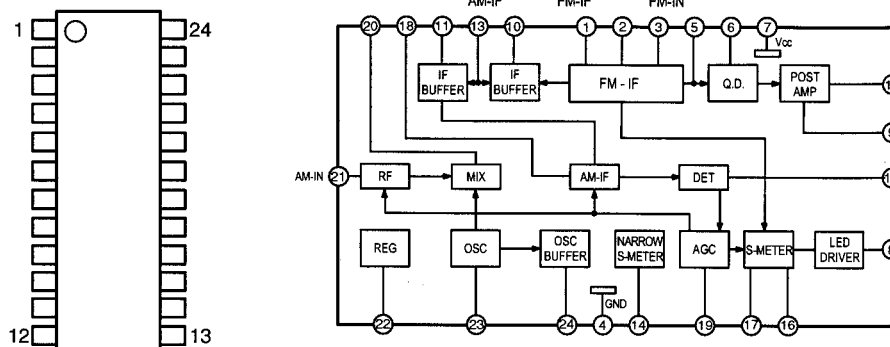 AM-IF FM-IF FM-IN
1 24
20 18 11 13 10 1 2 3 5 6 7
Vcc
IF BUFFER
IF BUFFER
FM - IF
Q.D.
POST AMP
AM-IN 21
RF
MIX
AM-IF
DET
REG
OSC
OSC BUFFER
NARROW S-METER
AGC
S-METER
LED DRIVER
GND
12 13
22 23 24 4 14 19 17 16